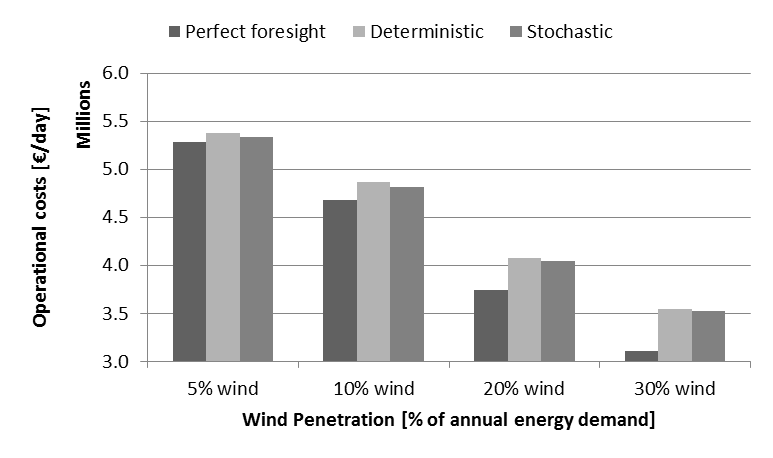 Perfect foresight Deterministic Stochastic
Operational costs [€/day]
Millions
6.0
5.5
5.0
4.5
4.0
3.5
3.0
5% wind 10% wind 20% wind 30% wind
Wind Penetration [% of annual energy demand]